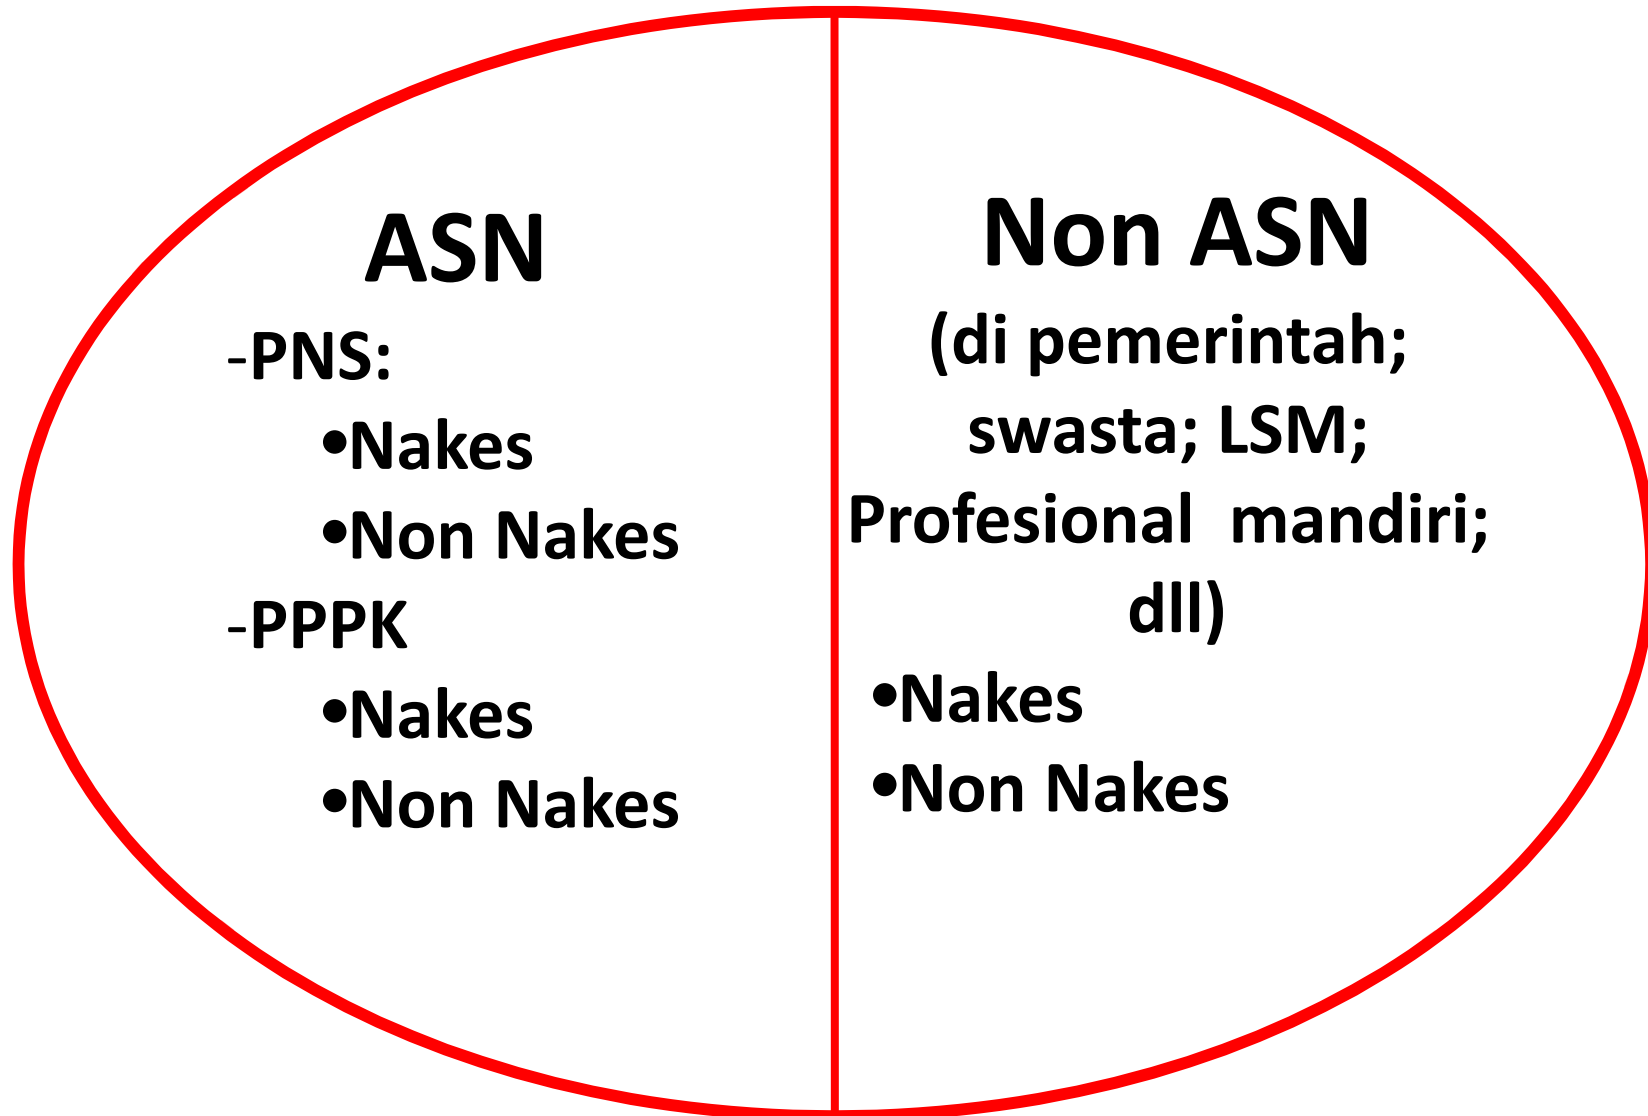 ASN
-PNS:
•Nakes
•Non Nakes
-PPPK
•Nakes
•Non Nakes
Non ASN
(di pemerintah;
swasta; LSM;
Profesional mandiri;
dll)
•Nakes
•Non Nakes